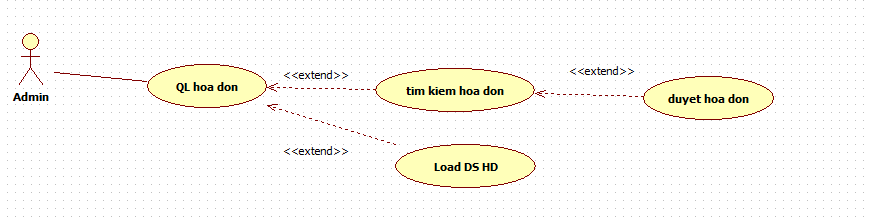 Admin
QL hoa don
<<extend>>
tim kiem hoa don
<<extend>>
duyet hoa don
<<extend>>
Load DS HD